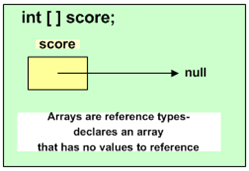 int [ ] score;
score
null
Arrays are reference types-
declares an array
that has no values to reference